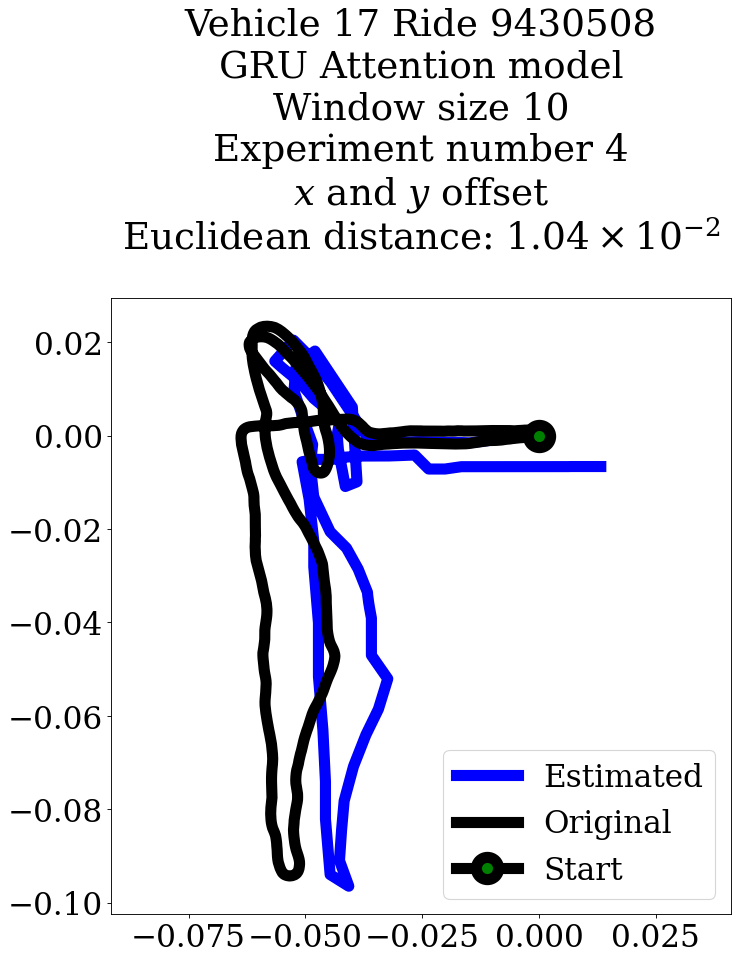 Vehicle 17 Ride 9430508
GRU Attention model
Window size 10
Experiment number 4
x and y offset
Euclidean distance: 1.04 × 10⁻²
0.02
0.00
−0.02
−0.04
−0.06
−0.08
−0.10
Estimated
Original
Start
−0.075 −0.050 −0.025 0.000 0.025